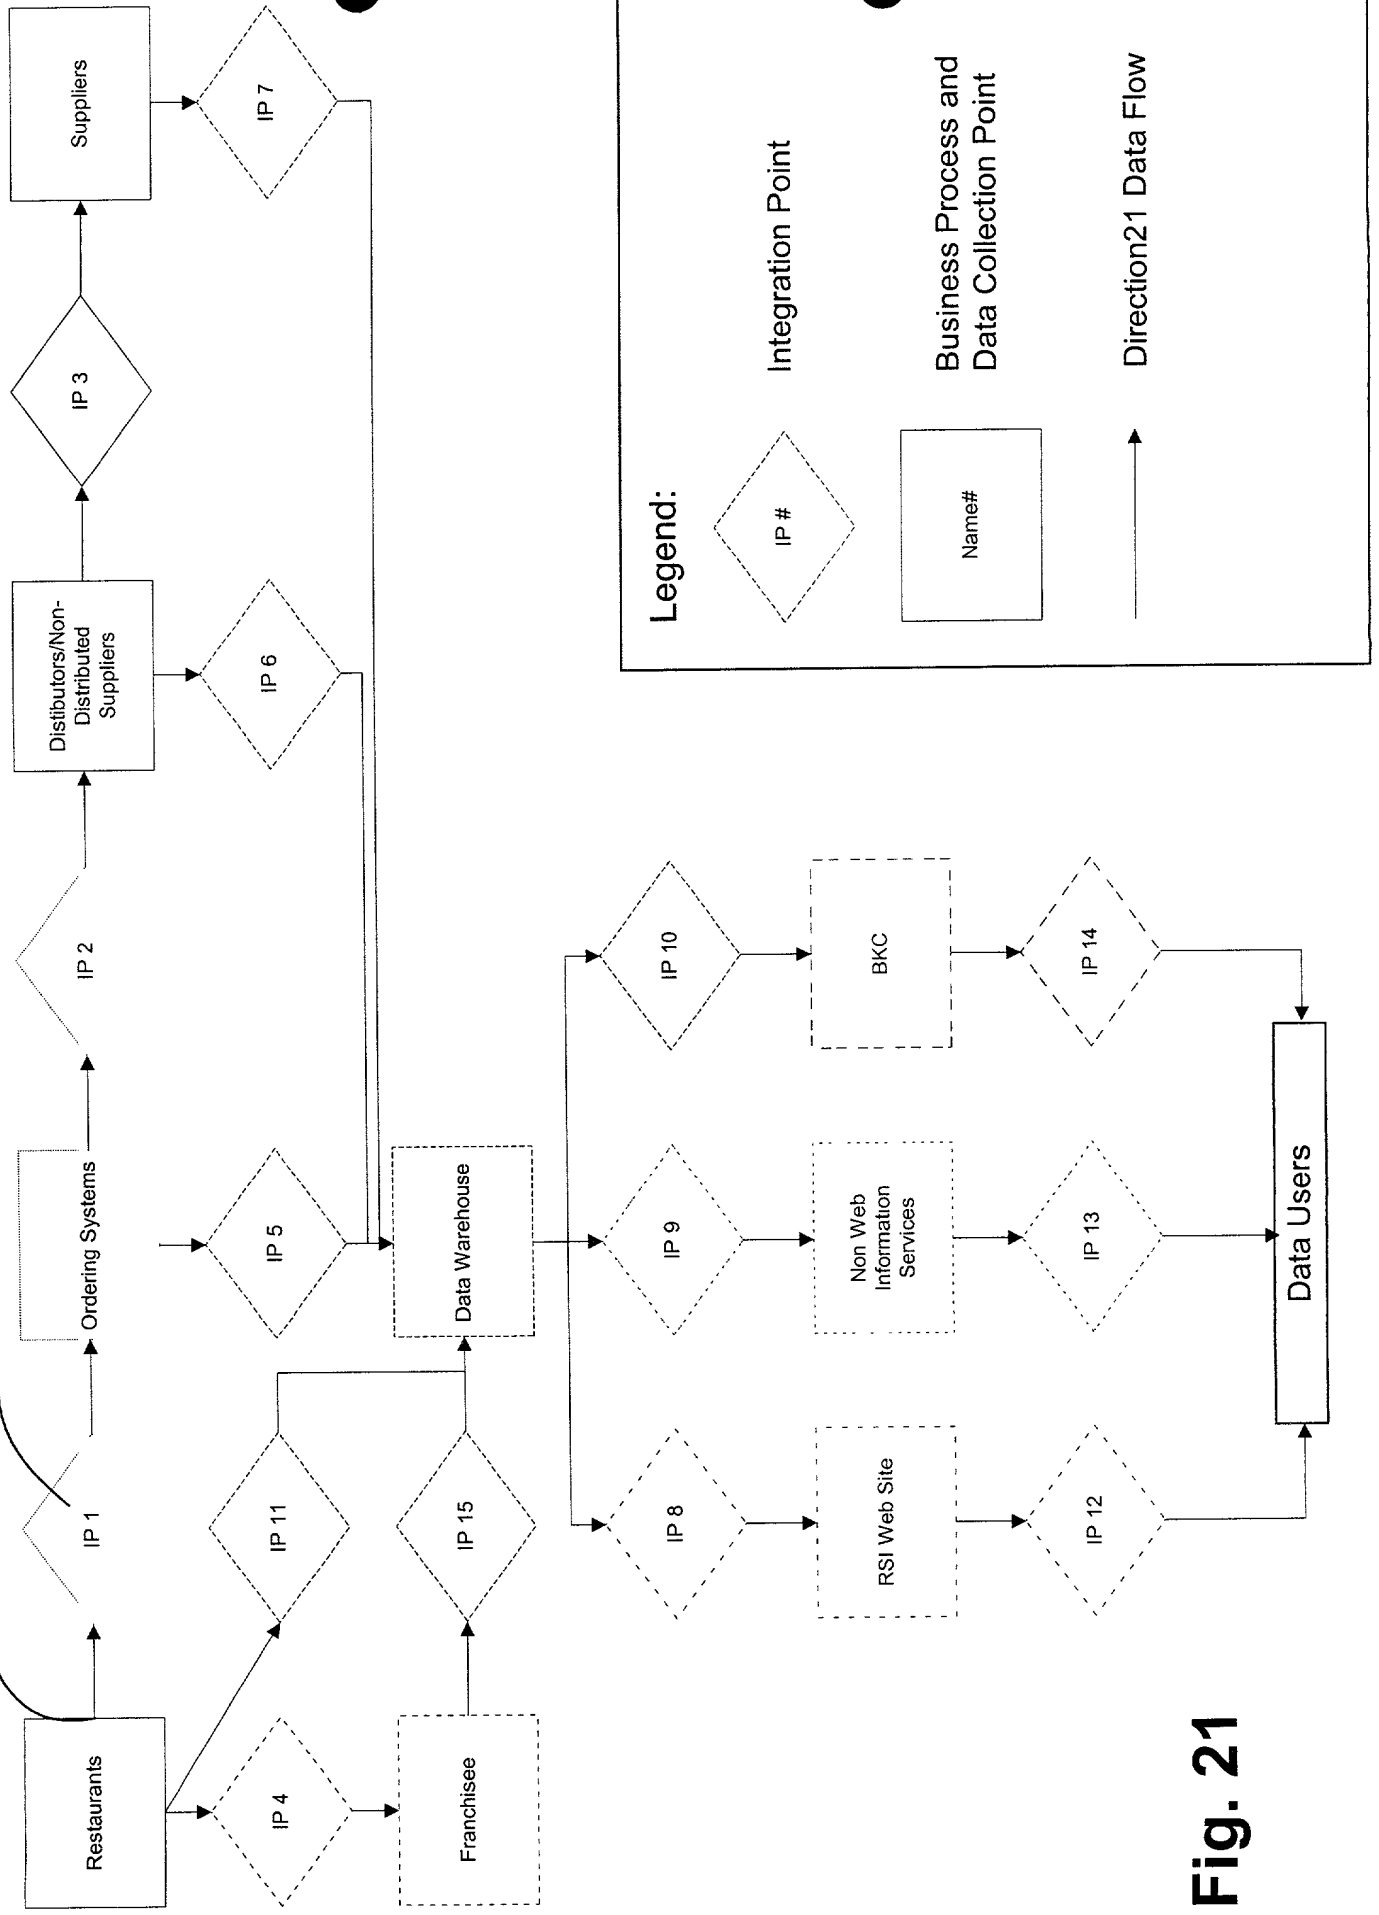 Restaurants
IP 1
Ordering Systems
IP 2
Distibutors/Non-
Distributed
Suppliers
IP 3
Suppliers
IP 4
IP 11
IP 5
IP 6
IP 7
Franchisee
IP 15
Data Warehouse
IP 8
IP 9
IP 10
RSI Web Site
Non Web
Information
Services
BKC
IP 12
IP 13
IP 14
Data Users
Legend:
IP #
Integration Point
Name#
Business Process and
Data Collection Point
Direction21 Data Flow
Fig. 21